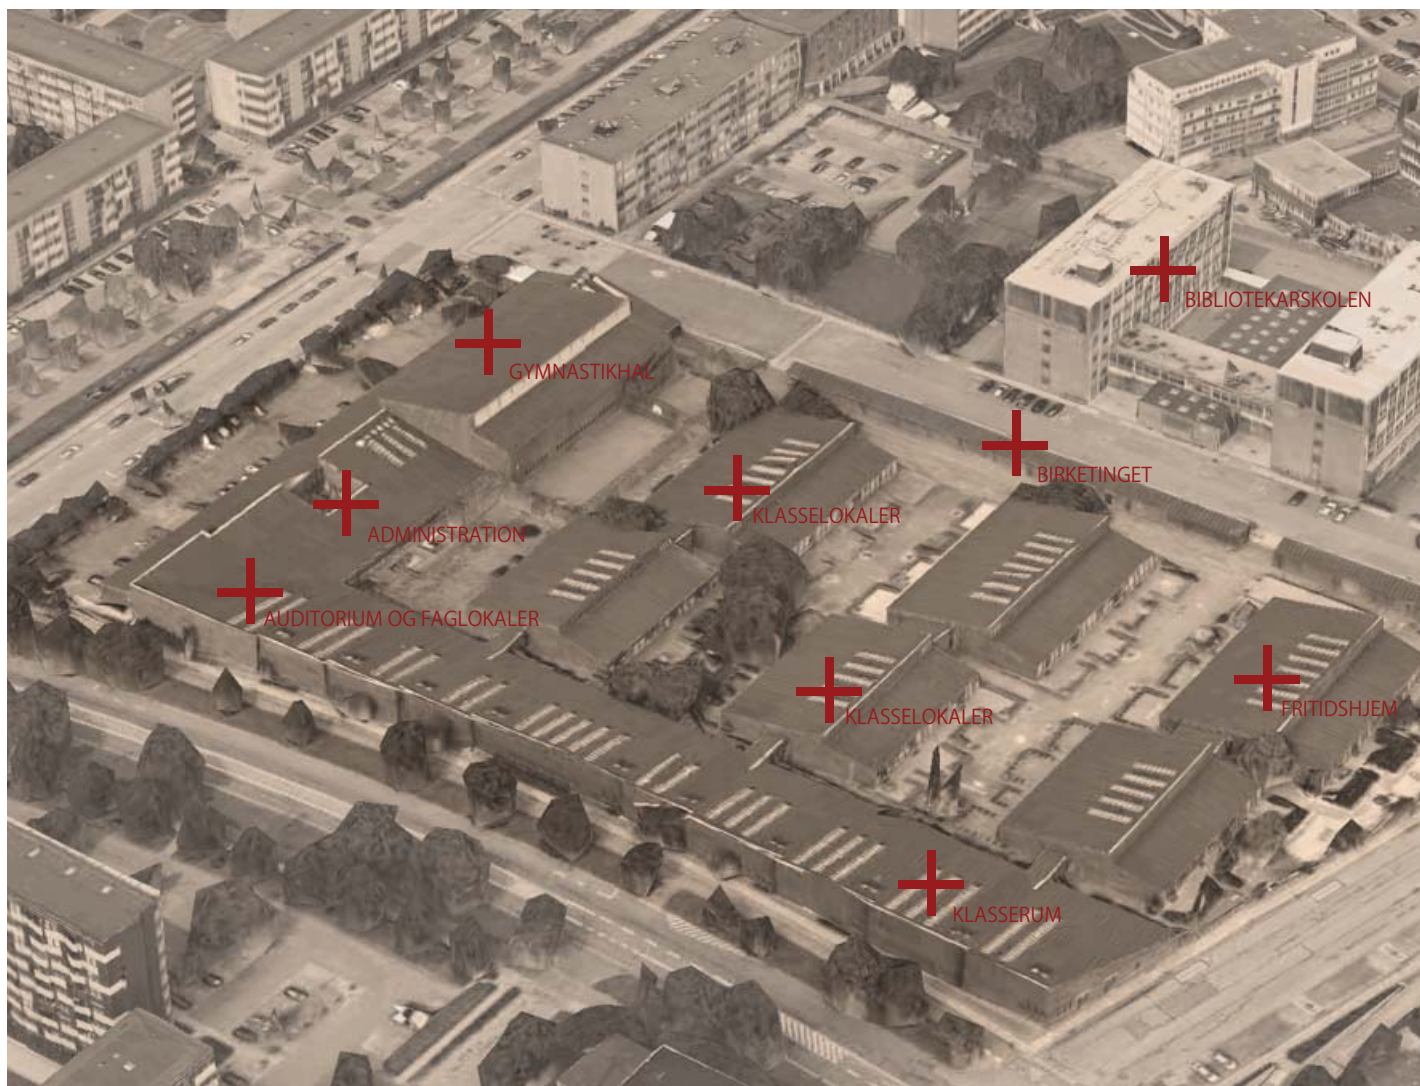 BIBLIOTEKARSKOLEN
GYMNASTIKHAL
BIRKETINGET
KLASSELOKALER
ADMINISTRATION
AUDITORIUM OG FAGLOKALER
KLASSELOKALER
FRITIDSHJEM
KLASSERUM